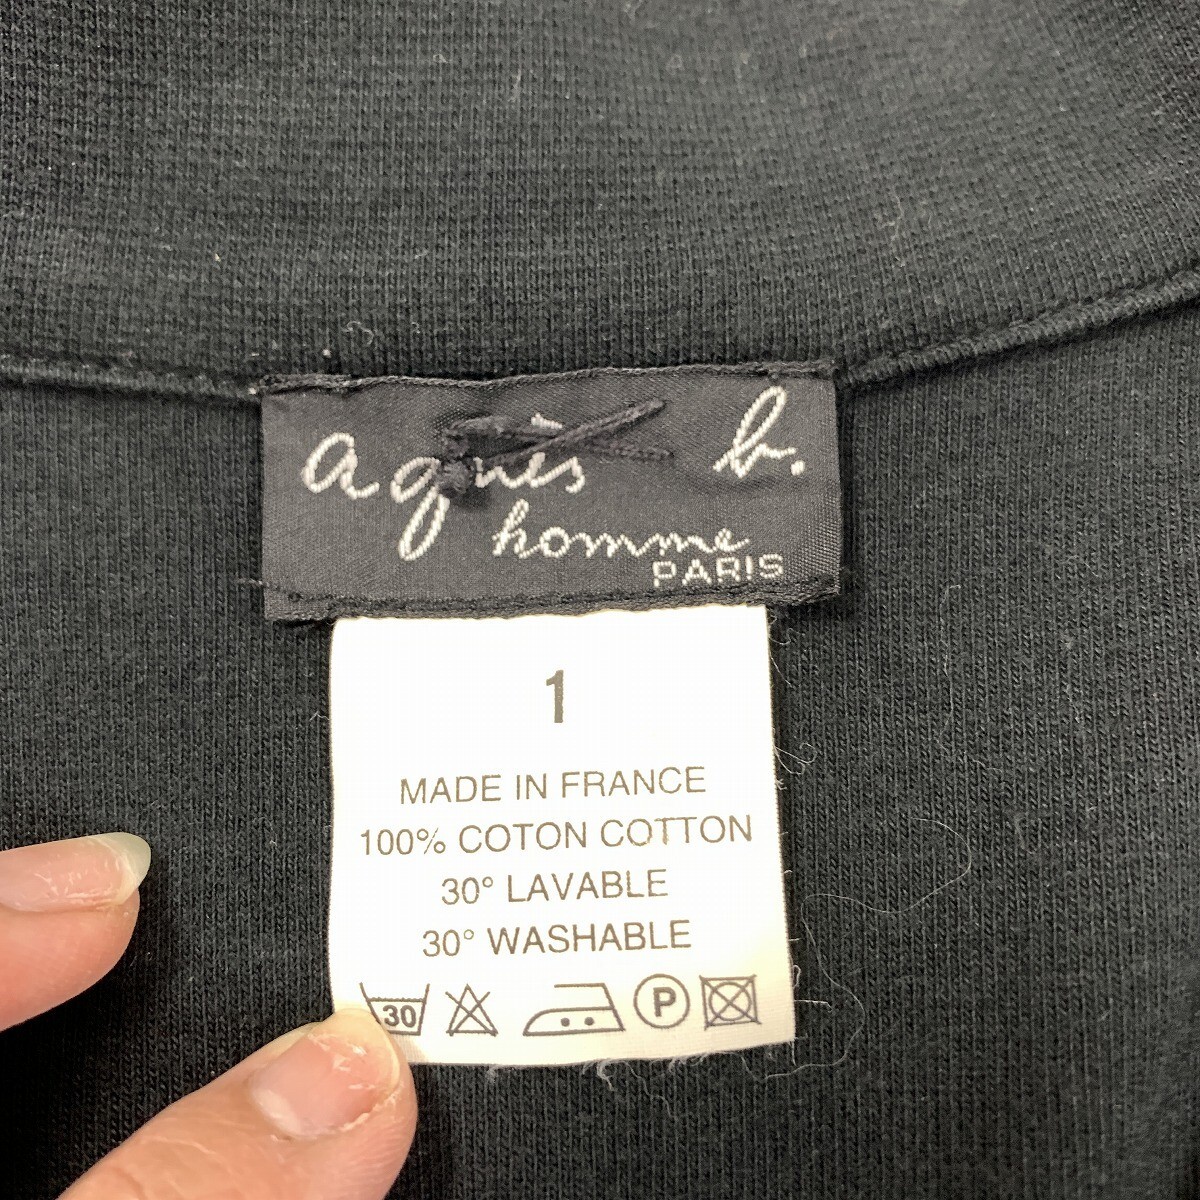 agnès b.
homme
PARIS
1
MADE IN FRANCE
100% COTON COTTON
30° LAVABLE
30° WASHABLE
30 P